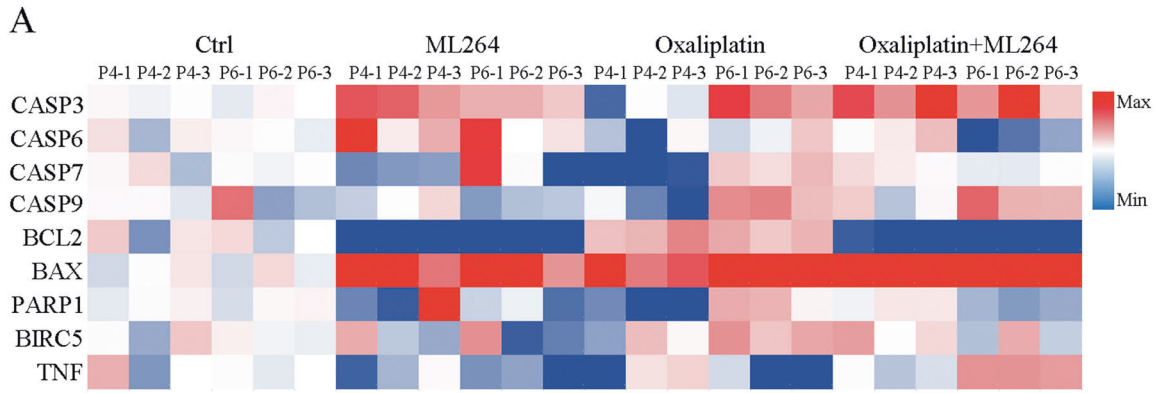 A
Ctrl ML264 Oxaliplatin Oxaliplatin+ML264
P4-1 P4-2 P4-3 P6-1 P6-2 P6-3 P4-1 P4-2 P4-3 P6-1 P6-2 P6-3 P4-1 P4-2 P4-3 P6-1 P6-2 P6-3 P4-1 P4-2 P4-3 P6-1 P6-2 P6-3
CASP3
Max
CASP6
CASP7
CASP9
Min
BCL2
BAX
PARP1
BIRC5
TNF